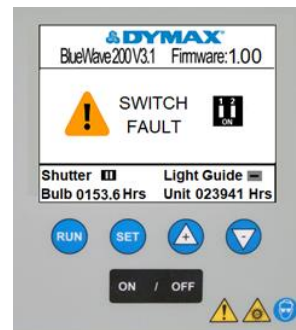 DYMAX
BlueWave 200 V3.1 Firmware: 1.00
SWITCH
FAULT
1 2
ON
Shutter Light Guide
Bulb 0153.6 Hrs Unit 023941 Hrs
RUN SET + -
ON / OFF